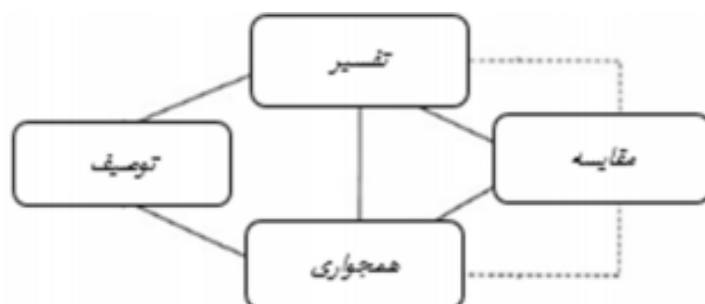 تفسیر
مقایسه
توصیف
همجواری